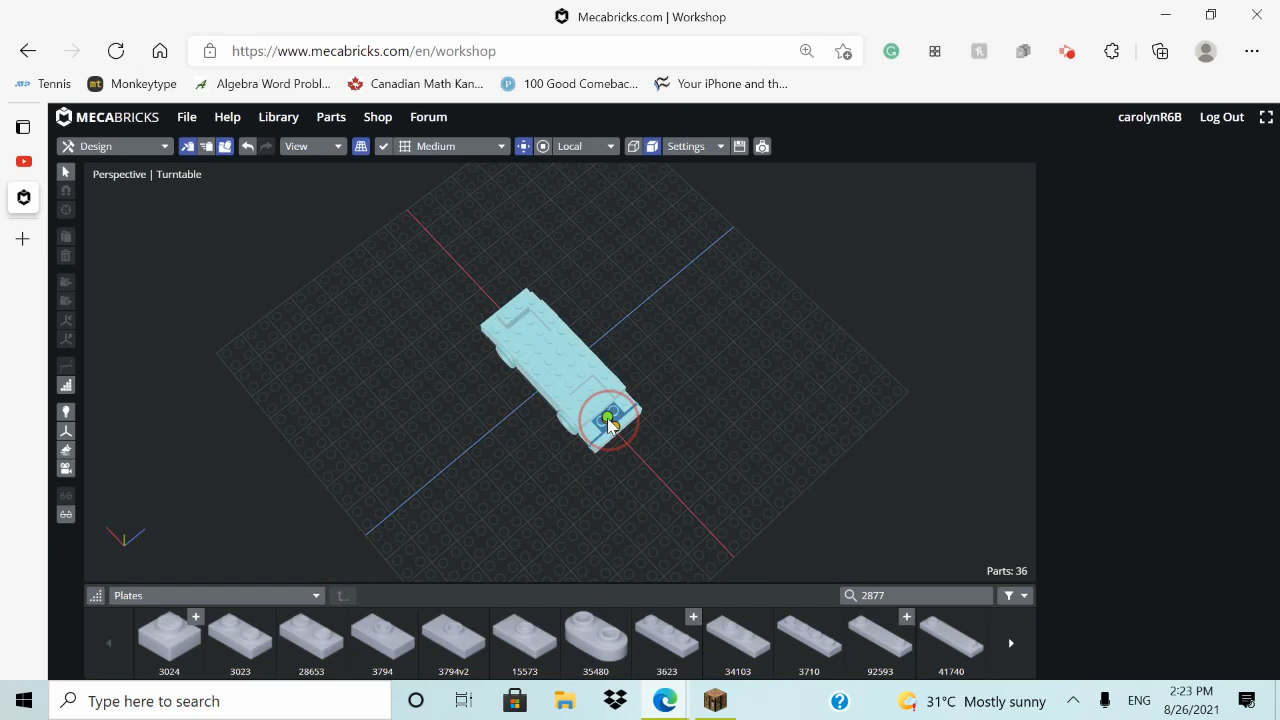 Mecabricks.com | Workshop
https://www.mecabricks.com/en/workshop
Tennis
Monkeytype
Algebra Word Probl...
Canadian Math Kan...
100 Good Comebac...
Your iPhone and th...
MECABRICKS File Help Library Parts Shop Forum carolynR6B Log Out
Design View Medium Local Settings
Perspective | Turntable
Parts: 36
Plates 2877
3024 3023 28653 3794 3794v2 15573 35480 3623 34103 3710 92593 41740
Type here to search 31°C Mostly sunny ENG 2:23 PM
8/26/2021